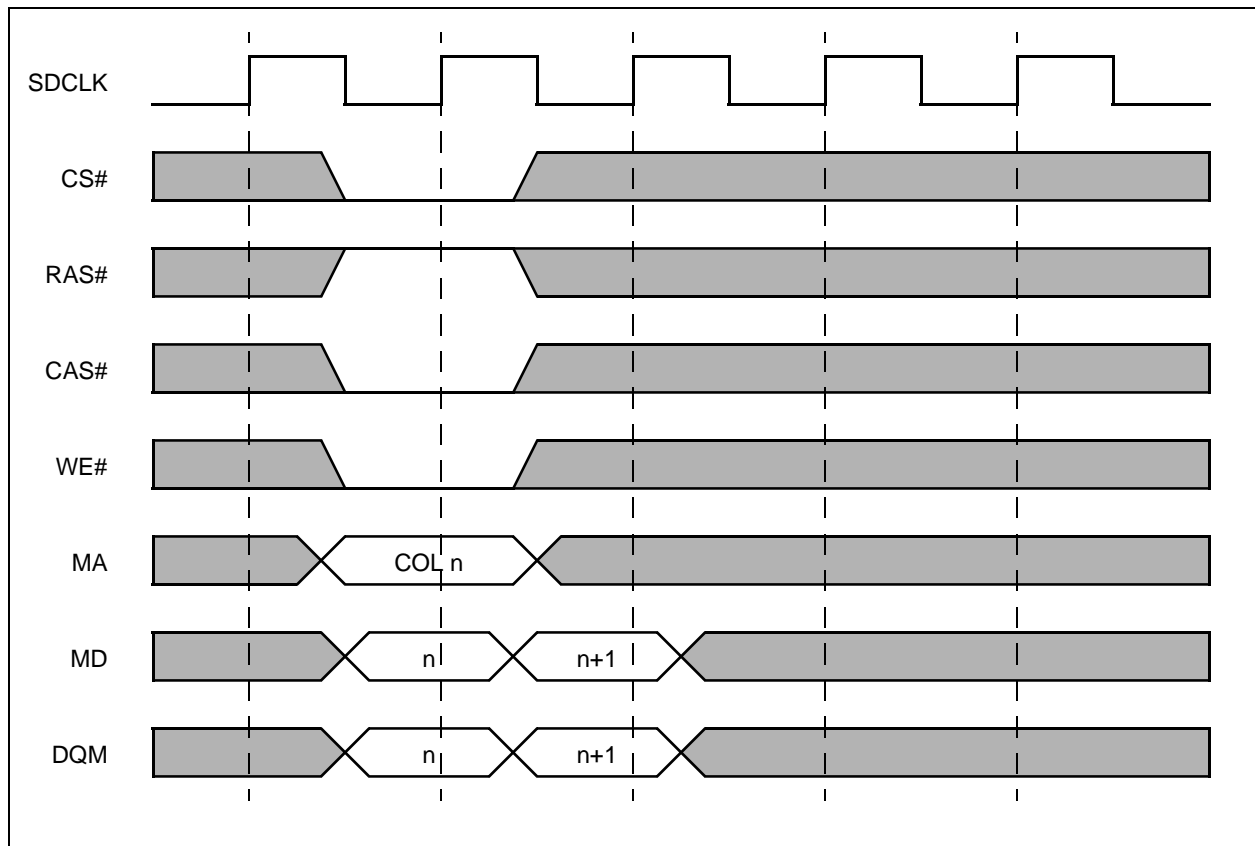 SDCLK
CS#
RAS#
CAS#
WE#
MA COL n
MD n n+1
DQM n n+1